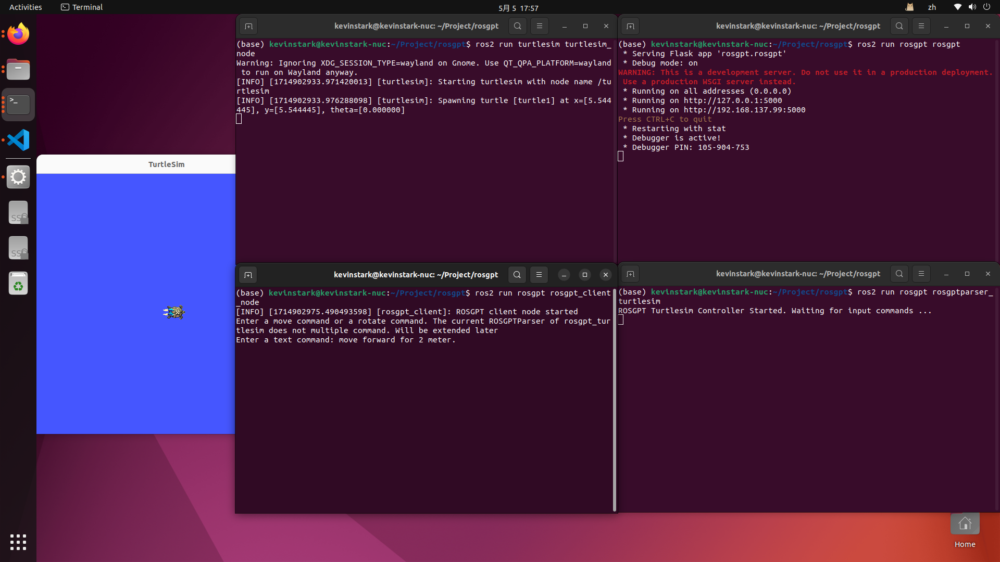 Activities
Terminal
5月 5 17:57
zh
kevinstark@kevinstark-nuc: ~/Project/rosgpt
(base) kevinstark@kevinstark-nuc:~/Project/rosgpt$ ros2 run turtlesim turtlesim_
node
Warning: Ignoring XDG_SESSION_TYPE=wayland on Gnome. Use QT_QPA_PLATFORM=wayland
to run on Wayland anyway.
[INFO] [1714902933.971420013] [turtlesim]: Starting turtlesim with node name /tu
rtlesim
[INFO] [1714902933.976288098] [turtlesim]: Spawning turtle [turtle1] at x=[5.544
445], y=[5.544445], theta=[0.000000]
kevinstark@kevinstark-nuc: ~/Project/rosgpt
(base) kevinstark@kevinstark-nuc:~/Project/rosgpt$ ros2 run rosgpt rosgpt
* Serving Flask app 'rosgpt.rosgpt'
* Debug mode: on
WARNING: This is a development server. Do not use it in a production deployment.
Use a production WSGI server instead.
* Running on all addresses (0.0.0.0)
* Running on http://127.0.0.1:5000
* Running on http://192.168.137.99:5000
Press CTRL+C to quit
* Restarting with stat
* Debugger is active!
* Debugger PIN: 105-904-753
TurtleSim
SS
SS
kevinstark@kevinstark-nuc: ~/Project/rosgpt
(base) kevinstark@kevinstark-nuc:~/Project/rosgpt$ ros2 run rosgpt rosgpt_client
_node
[INFO] [1714902975.490493598] [rosgpt_client]: ROSGPT client node started
Enter a move command or a rotate command. The current ROSGPTParser of rosgpt_tur
tlesim does not multiple command. Will be extended later
Enter a text command: move forward for 2 meter.
kevinstark@kevinstark-nuc: ~/Project/rosgpt
(base) kevinstark@kevinstark-nuc:~/Project/rosgpt$ ros2 run rosgpt rosgptparser_
turtlesim
ROSGPT Turtlesim Controller Started. Waiting for input commands ...
Home